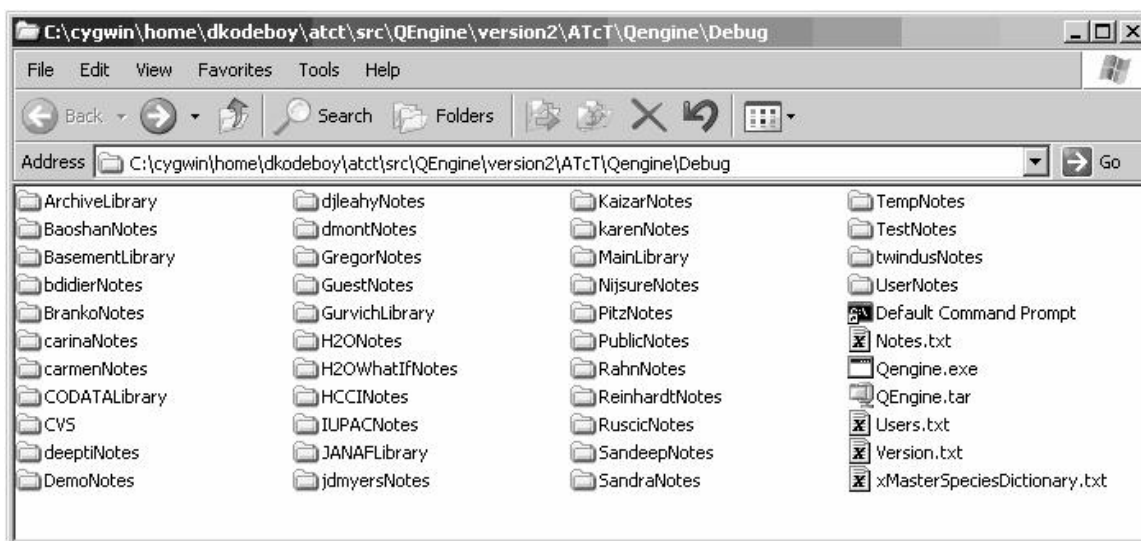 C:\cygwin\home\dkodeboy\atct\src\QEngine\version2\ATcT\Qengine\Debug
File Edit View Favorites Tools Help
Back Search Folders
Address C:\cygwin\home\dkodeboy\atct\src\QEngine\version2\ATcT\Qengine\Debug Go
ArchiveLibrary djleahyNotes KaizarNotes TempNotes
BaoshanNotes dmontNotes karenNotes TestNotes
BasementLibrary GregorNotes MainLibrary twindusNotes
bdidierNotes GuestNotes NijsureNotes UserNotes
BrankoNotes GurvichLibrary PitzNotes Default Command Prompt
carinaNotes H2ONotes PublicNotes Notes.txt
carmenNotes H2OWhatIfNotes RahnNotes Qengine.exe
CODATALibrary HCCINotes ReinhardtNotes QEngine.tar
CVS IUPACNotes RuscicNotes Users.txt
deeptiNotes JANAFLibrary SandeepNotes Version.txt
DemoNotes jdmyersNotes SandraNotes xMasterSpeciesDictionary.txt